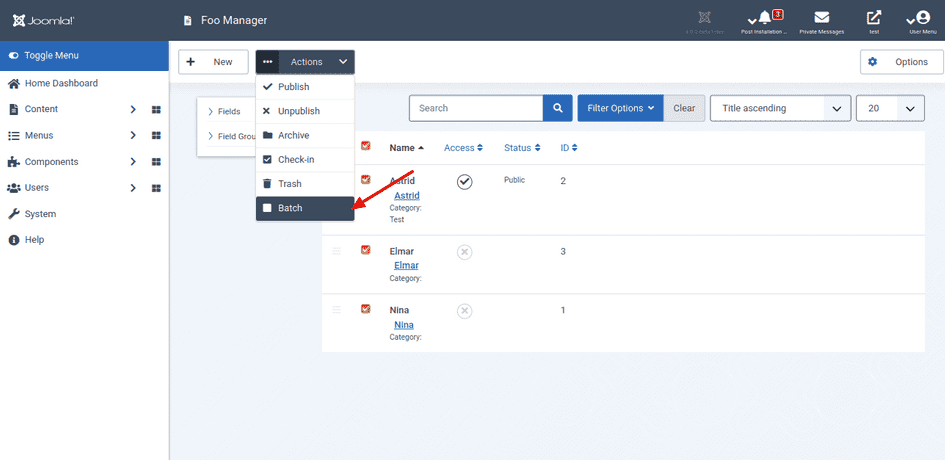 Joomla!
Foo Manager
3
Post Installation ...
Private Messages
test
User Menu
Toggle Menu
New
Actions
Options
Home Dashboard
Content
Menus
Components
Users
System
Help
Publish
Unpublish
Archive
Check-in
Trash
Batch
Fields
Field Grou
Search
Filter Options
Clear
Title ascending
20
Name
Access
Status
ID
Astrid
Public
2
Astrid
Category:
Test
Elmar
3
Elmar
Category:
Nina
1
Nina
Category: